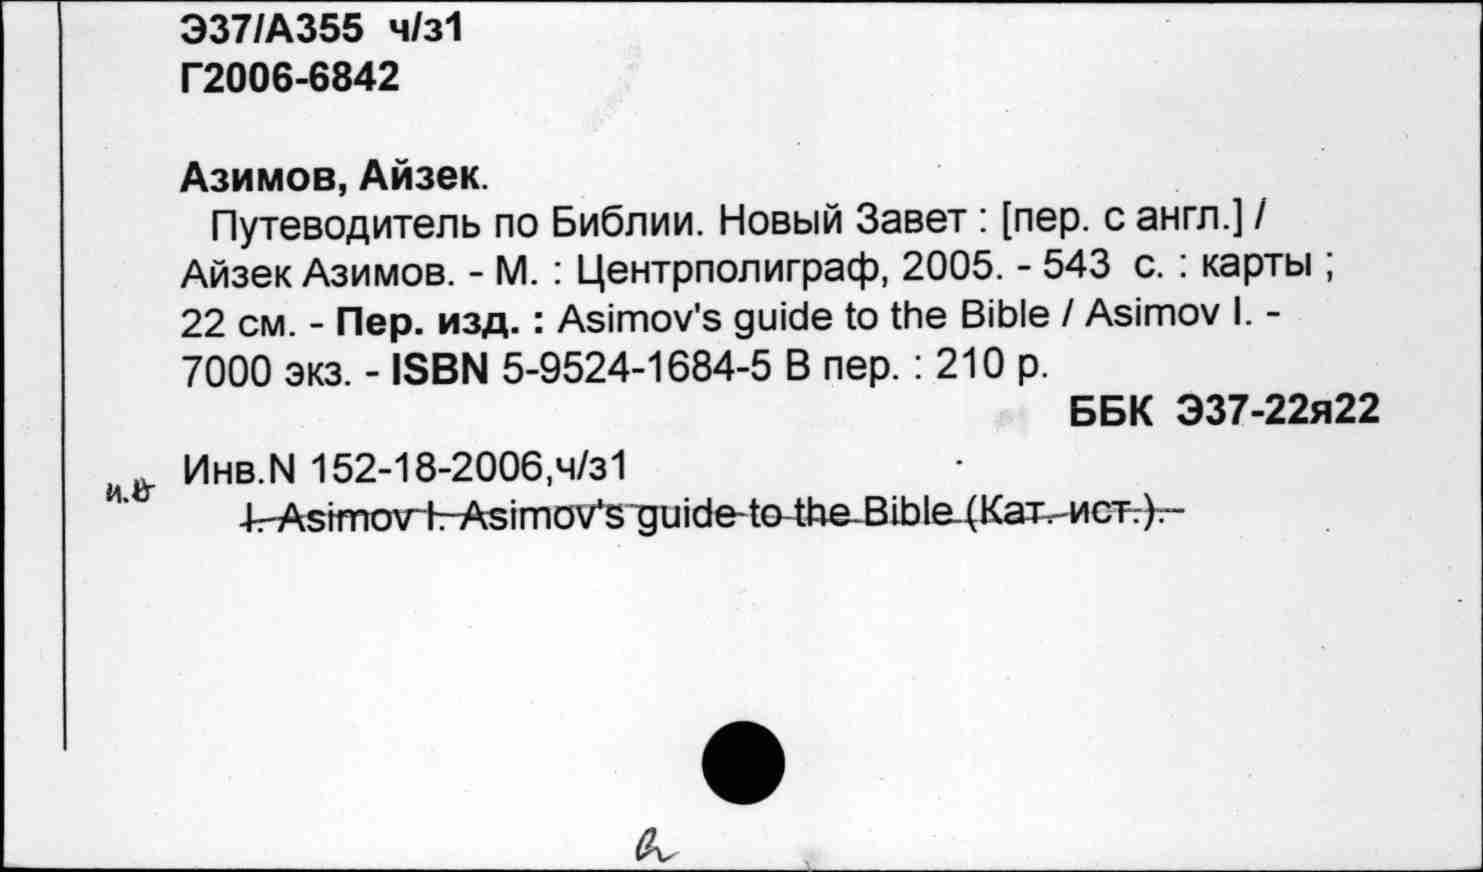 Э37/А355 ч/з1
Г2006-6842
Азимов, Айзек.
Путеводитель по Библии. Новый Завет : [пер. с англ.] /
Айзек Азимов. - М. : Центрполиграф, 2005. - 543 с. : карты ;
22 см. - Пер. изд. : Asimov's guide to the Bible / Asimov I. -
7000 экз. - ISBN 5-9524-1684-5 В пер. : 210 р.
ББК Э37-22я22
Инв.N 152-18-2006,ч/з1
I. Asimov I. Asimov's guide to the Bible (Кат. ист.).-